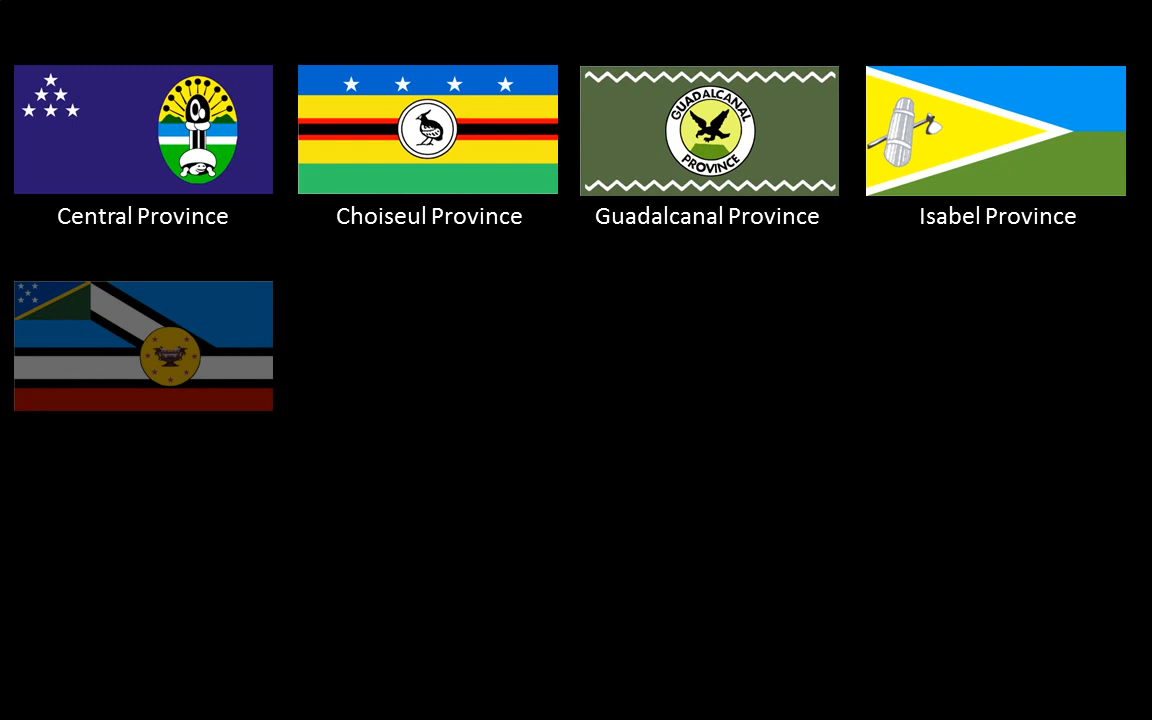 GUADALCANAL
PROVINCE
Central Province
Choiseul Province
Guadalcanal Province
Isabel Province